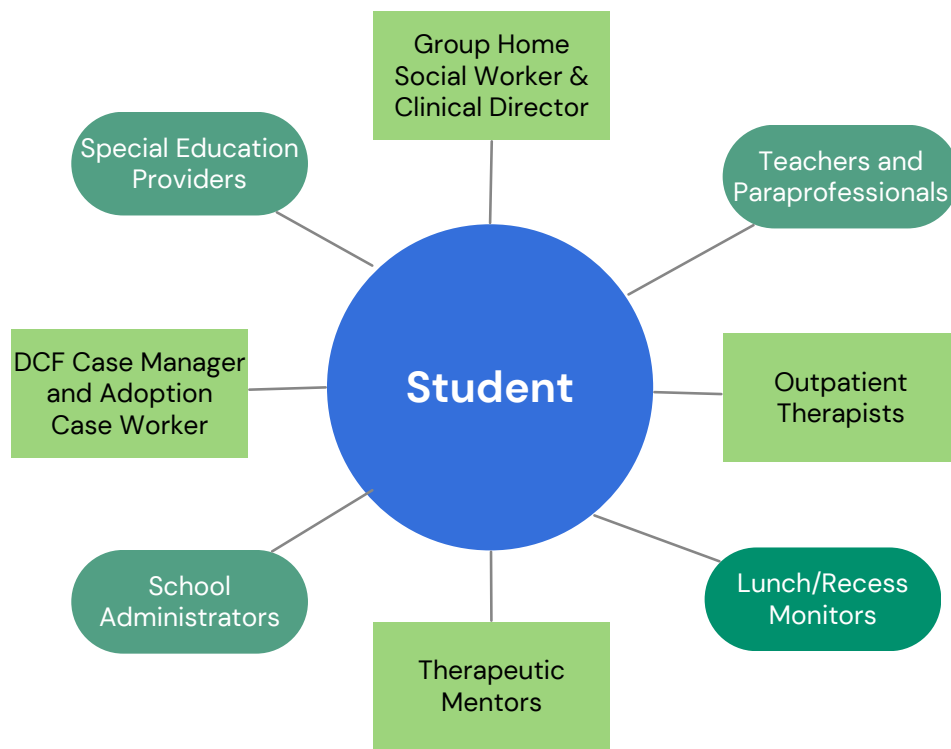 Group Home
Social Worker &
Clinical Director
Special Education
Providers
Teachers and
Paraprofessionals
DCF Case Manager
and Adoption
Case Worker
Student
Outpatient
Therapists
School
Administrators
Lunch/Recess
Monitors
Therapeutic
Mentors